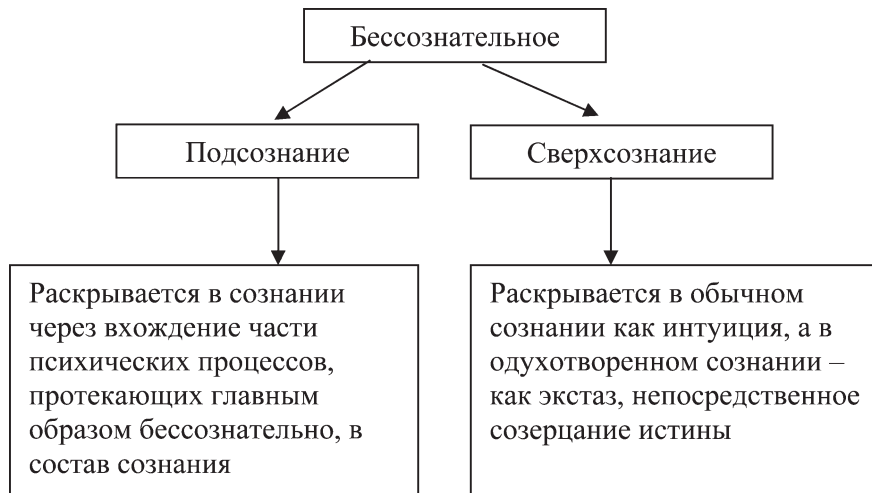 Бессознательное
Подсознание
Сверхсознание
Раскрывается в сознании
через вхождение части
психических процессов,
протекающих главным
образом бессознательно, в
состав сознания
Раскрывается в обычном
сознании как интуиция, а в
одухотворенном сознании –
как экстаз, непосредственное
созерцание истины